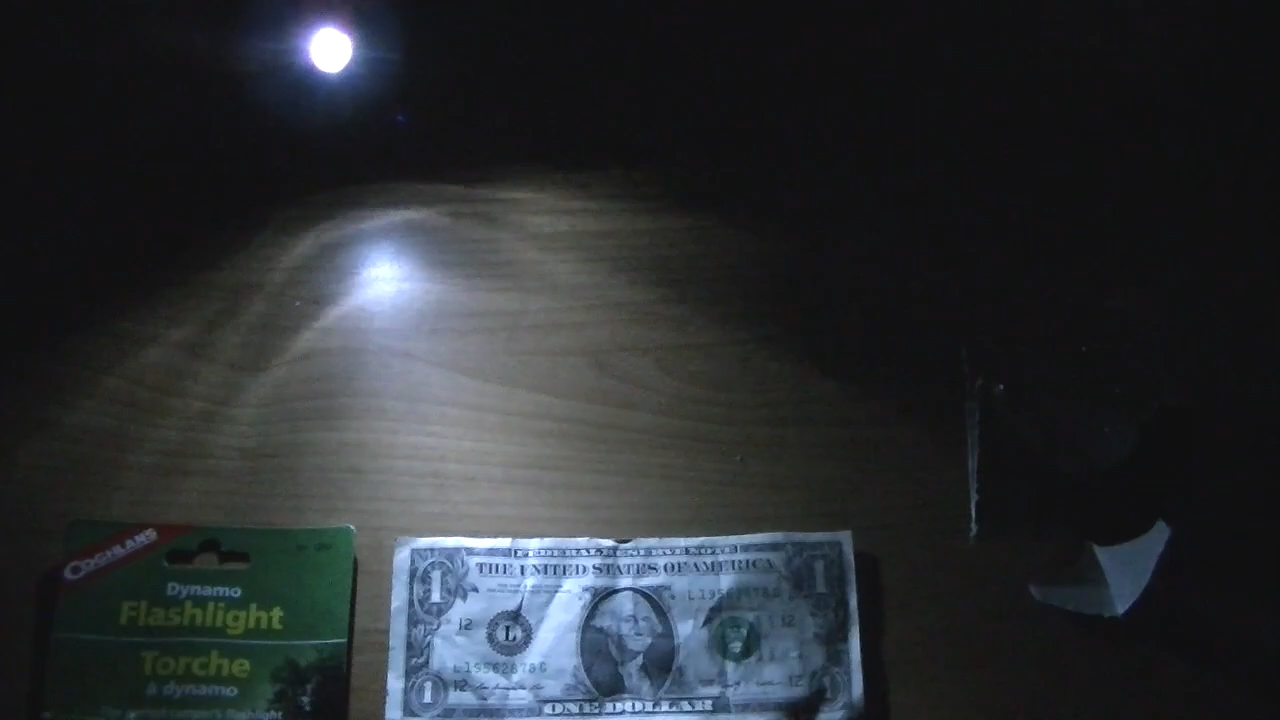 COGHLAN'S
Dynamo
Flashlight
Torche
à dynamo
FEDERAL RESERVE NOTE
THE UNITED STATES OF AMERICA
1
1
12
L
12
12
12
1
1
ONE DOLLAR